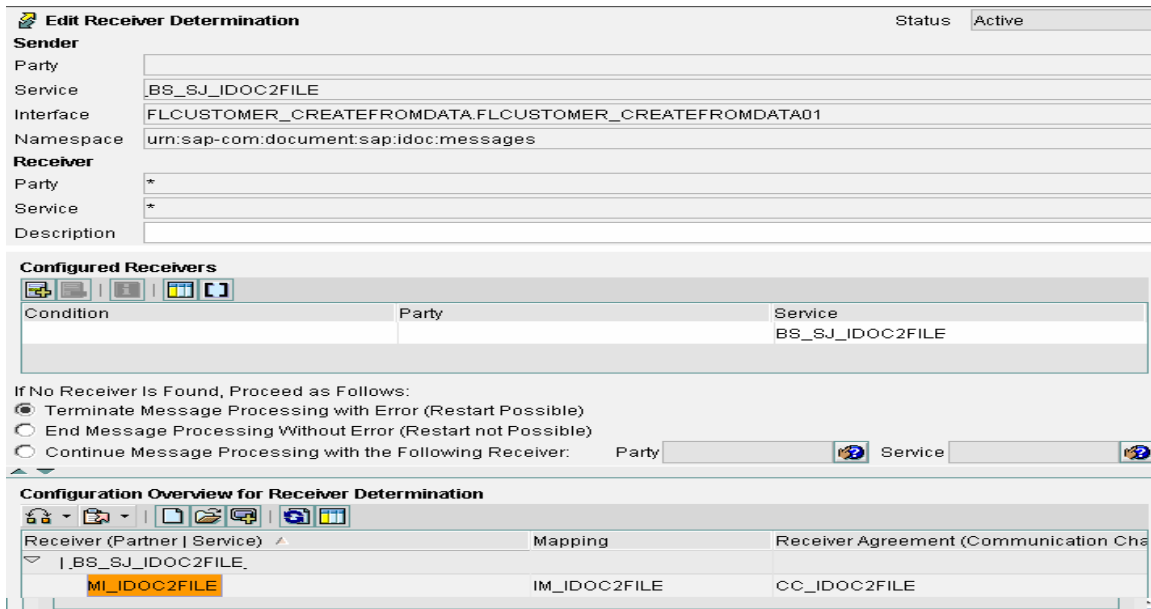 Edit Receiver Determination Status Active
Sender
Party
Service .BS_SJ_IDOC2FILE
Interface FLCUSTOMER_CREATEFROMDATA.FLCUSTOMER_CREATEFROMDATA01
Namespace urn:sap-com:document:sap:idoc:messages
Receiver
Party *
Service *
Description
Configured Receivers
Condition Party Service
BS_SJ_IDOC2FILE
If No Receiver Is Found, Proceed as Follows:
Terminate Message Processing with Error (Restart Possible)
End Message Processing Without Error (Restart not Possible)
Continue Message Processing with the Following Receiver: Party Service
Configuration Overview for Receiver Determination
Receiver (Partner | Service) Mapping Receiver Agreement (Communication Cha
| .BS_SJ_IDOC2FILE.
MI_IDOC2FILE IM_IDOC2FILE CC_IDOC2FILE